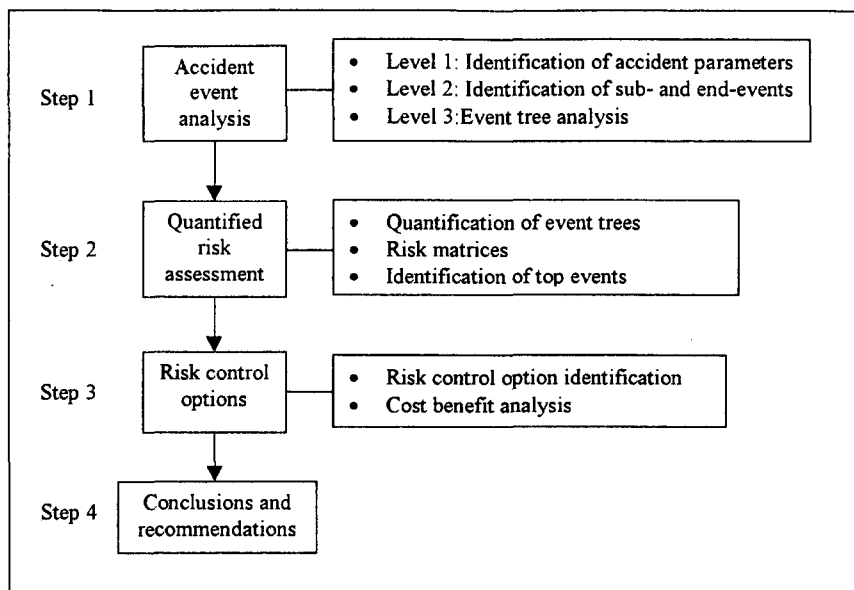 Step 1
Accident
event
analysis
• Level 1: Identification of accident parameters
• Level 2: Identification of sub- and end-events
• Level 3:Event tree analysis
Step 2
Quantified
risk
assessment
• Quantification of event trees
• Risk matrices
• Identification of top events
Step 3
Risk control
options
• Risk control option identification
• Cost benefit analysis
Step 4
Conclusions and
recommendations